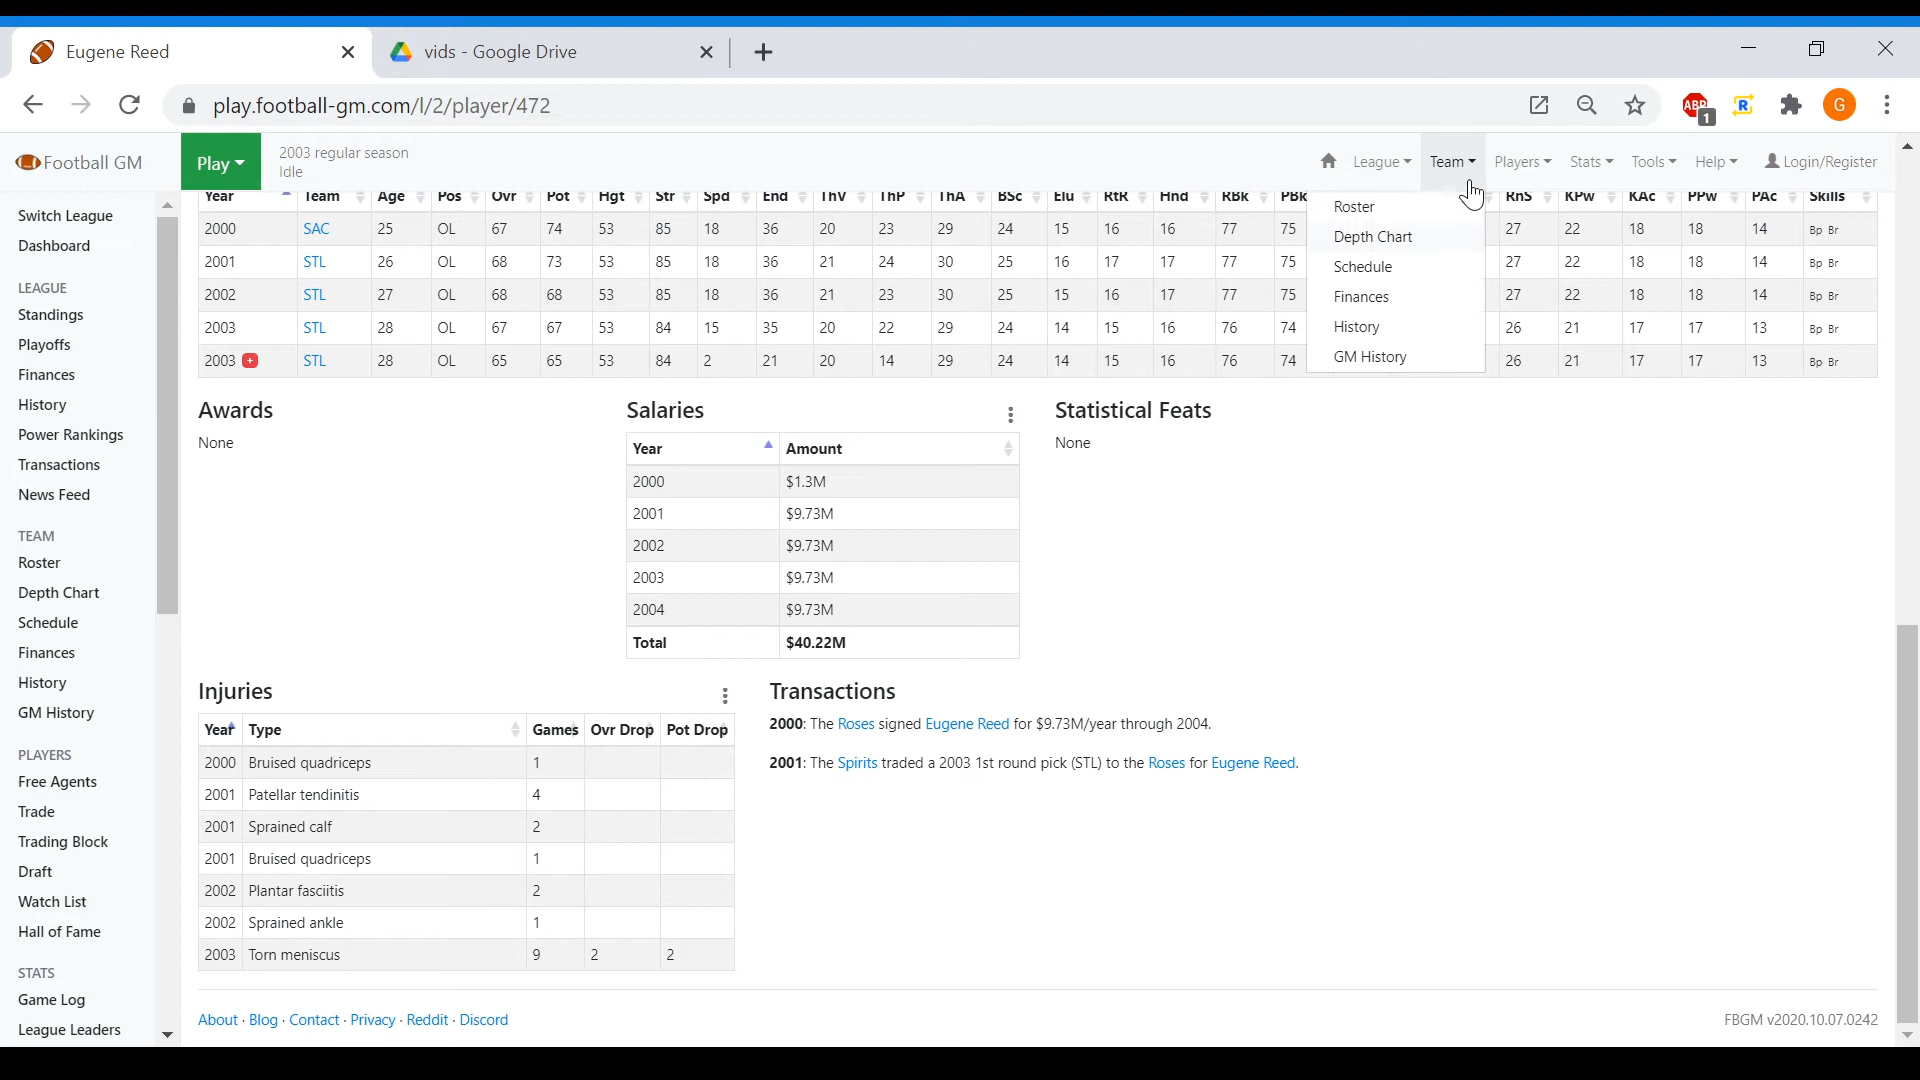 Eugene Reed
vids - Google Drive
play.football-gm.com/l/2/player/472
ABP 1 R G
Football GM
Play
2003 regular season
Idle
League Team Players Stats Tools Help Login/Register
Roster
Depth Chart
Schedule
Finances
History
GM History
Switch League
Dashboard
LEAGUE
Standings
Playoffs
Finances
History
Power Rankings
Transactions
News Feed
TEAM
Roster
Depth Chart
Schedule
Finances
History
GM History
PLAYERS
Free Agents
Trade
Trading Block
Draft
Watch List
Hall of Fame
STATS
Game Log
League Leaders
Year Team Age Pos Ovr Pot Hgt Str Spd End ThV ThP ThA BSc Elu RtR Hnd RBk PBk RnS KPw KAc PPw PAc Skills
2000 SAC 25 OL 67 74 53 85 18 36 20 23 29 24 15 16 16 77 75 27 22 18 18 14 Bp Br
2001 STL 26 OL 68 73 53 85 18 36 21 24 30 25 16 17 17 77 75 27 22 18 18 14 Bp Br
2002 STL 27 OL 68 68 53 85 18 36 21 23 30 25 15 16 17 77 75 27 22 18 18 14 Bp Br
2003 STL 28 OL 67 67 53 84 15 35 20 22 29 24 14 15 16 76 74 26 21 17 17 13 Bp Br
2003 + STL 28 OL 65 65 53 84 2 21 20 14 29 24 14 15 16 76 74 26 21 17 17 13 Bp Br
Awards
None
Salaries
Year Amount
2000 $1.3M
2001 $9.73M
2002 $9.73M
2003 $9.73M
2004 $9.73M
Total $40.22M
Statistical Feats
None
Injuries
Year Type Games Ovr Drop Pot Drop
2000 Bruised quadriceps 1
2001 Patellar tendinitis 4
2001 Sprained calf 2
2001 Bruised quadriceps 1
2002 Plantar fasciitis 2
2002 Sprained ankle 1
2003 Torn meniscus 9 2 2
Transactions
2000: The Roses signed Eugene Reed for $9.73M/year through 2004.
2001: The Spirits traded a 2003 1st round pick (STL) to the Roses for Eugene Reed.
About · Blog · Contact · Privacy · Reddit · Discord
FBGM v2020.10.07.0242